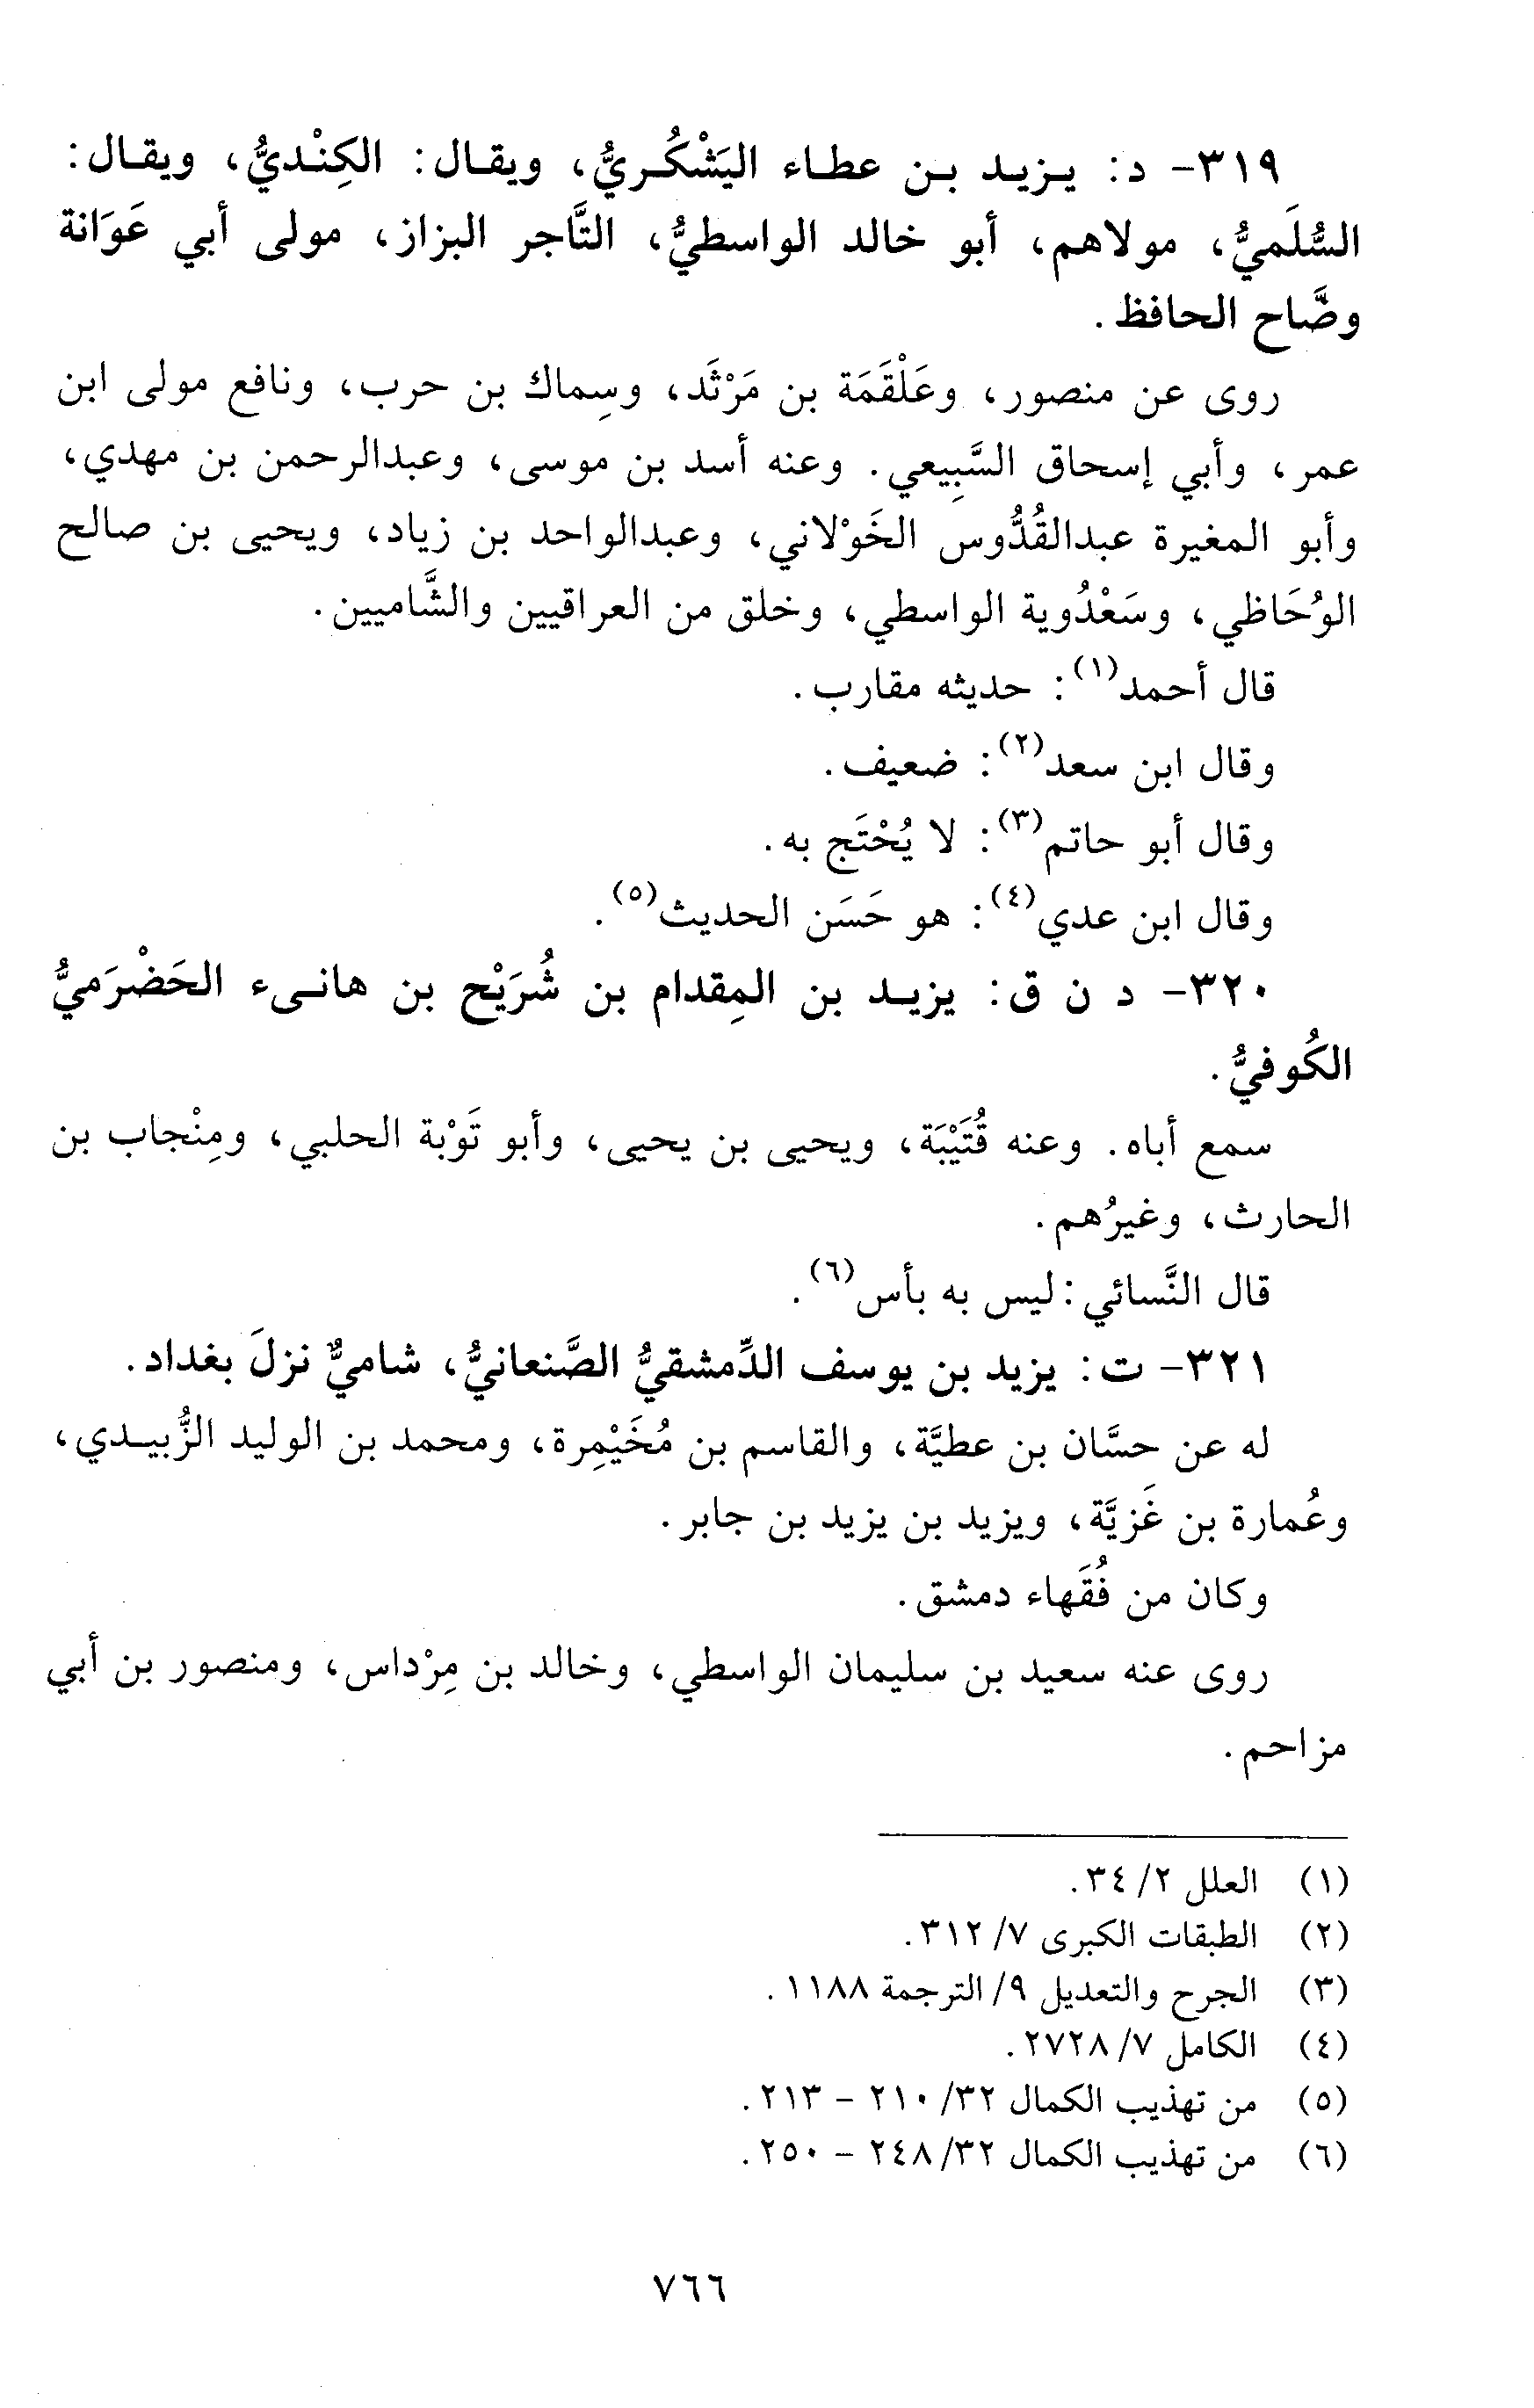 ٣١٩- د: يزيد بن عطاء اليَشْكُريُّ، ويقال: الكِنْديُّ، ويقال:
السُّلَميُّ، مولاهم، أبو خالد الواسطيُّ، التَّاجر البزاز، مولى أبي عَوَانة
وضَّاح الحافظ.
روى عن منصور، وعَلْقَمَة بن مَرْثَد، وسِماك بن حرب، ونافع مولى ابن
عمر، وأبي إسحاق السَّبِيعي. وعنه أسد بن موسى، وعبدالرحمن بن مهدي،
وأبو المغيرة عبدالقُدُّوس الخَوْلاني، وعبدالواحد بن زياد، ويحيى بن صالح
الوُحَاظي، وسَعْدُوية الواسطي، وخلق من العراقيين والشَّاميين.
قال أحمد(١): حديثه مقارب.
وقال ابن سعد(٢): ضعيف.
وقال أبو حاتم(٣): لا يُحْتَج به.
وقال ابن عدي(٤): هو حَسَن الحديث(٥).
٣٢٠- د ن ق: يزيد بن المِقدام بن شُرَيْح بن هانىء الحَضْرَميُّ
الكُوفيُّ.
سمع أباه. وعنه قُتَيْبَة، ويحيى بن يحيى، وأبو تَوْبة الحلبي، ومِنْجاب بن
الحارث، وغيرُهم.
قال النَّسائي: ليس به بأس(٦).
٣٢١- ت: يزيد بن يوسف الدِّمشقيُّ الصَّنعانيُّ، شاميٌّ نزلَ بغداد.
له عن حسَّان بن عطيَّة، والقاسم بن مُخَيْمِرة، ومحمد بن الوليد الزُّبيدي،
وعُمارة بن غَزيَّة، ويزيد بن يزيد بن جابر.
وكان من فُقَهاء دمشق.
روى عنه سعيد بن سليمان الواسطي، وخالد بن مِرْداس، ومنصور بن أبي
مزاحم.
(١) العلل ٢/ ٣٤.
(٢) الطبقات الكبرى ٧/ ٣١٢.
(٣) الجرح والتعديل ٩/ الترجمة ١١٨٨.
(٤) الكامل ٧/ ٢٧٢٨.
(٥) من تهذيب الكمال ٣٢/ ٢١٠ - ٢١٣.
(٦) من تهذيب الكمال ٣٢/ ٢٤٨ - ٢٥٠.
٧٦٦